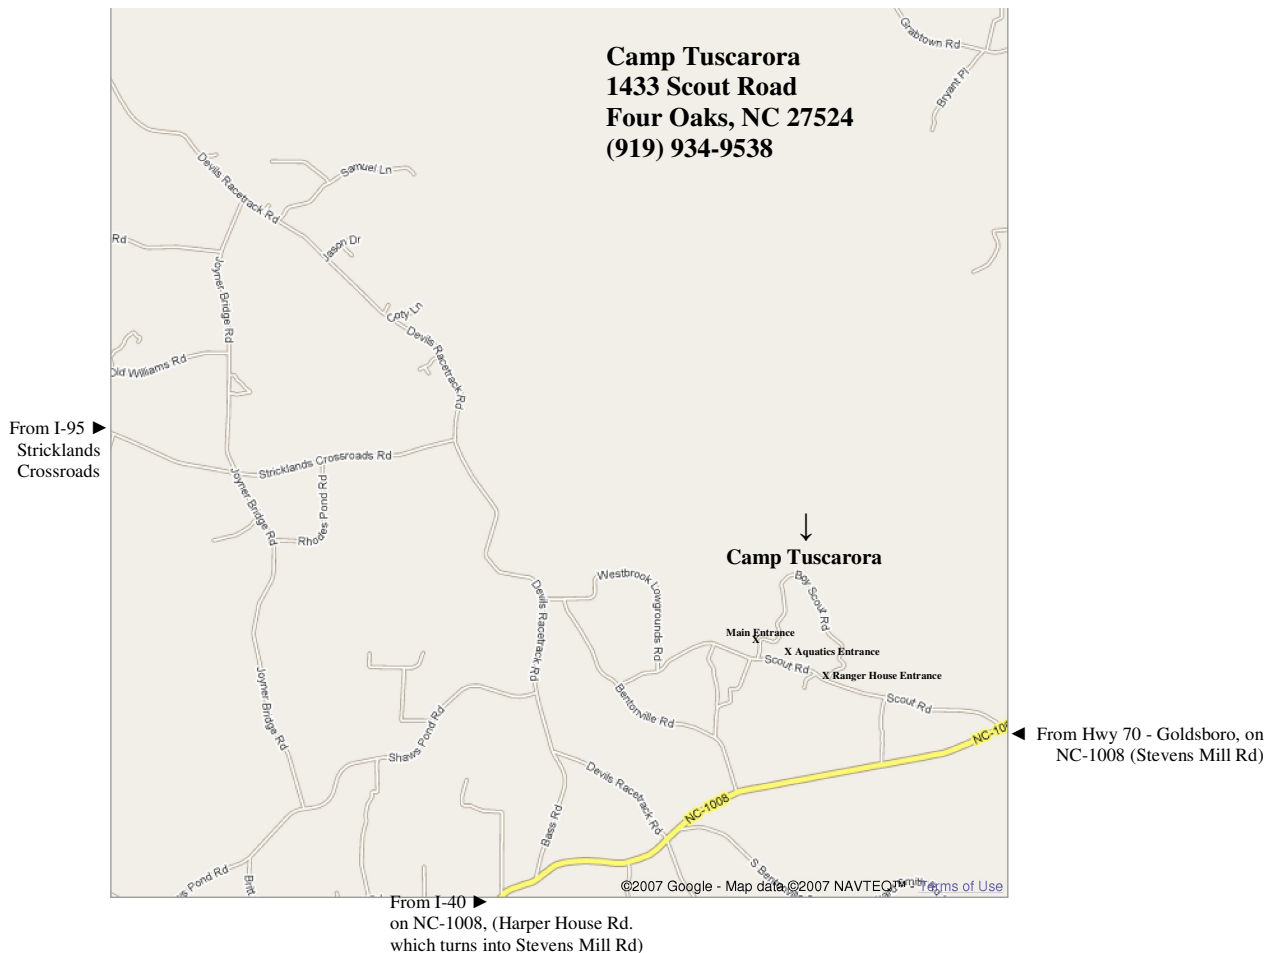 Grabtown Rd
Bryant Pl
Camp Tuscarora
1433 Scout Road
Four Oaks, NC 27524
(919) 934-9538
Devils Racetrack Rd
Samuel Ln
Rd
Jason Dr
Joyner Bridge Rd
Coty Ln
Devils Racetrack Rd
Old Williams Rd
From I-95 ►
Stricklands
Crossroads
Stricklands Crossroads Rd
Joyner Bridge Rd
Rhodes Pond Rd
↓
Camp Tuscarora
Boy Scout Rd
Westbrook Lowgrounds Rd
Devils Racetrack Rd
Main Entrance
X
X Aquatics Entrance
Scout Rd
X Ranger House Entrance
Scout Rd
Bentonville Rd
Joyner Bridge Rd
Shaws Pond Rd
NC-100
◄ From Hwy 70 - Goldsboro, on
NC-1008 (Stevens Mill Rd)
Devils Racetrack Rd
NC-1008
Bass Rd
s Pond Rd
Britt
S Bentonv
©2007 Google - Map data ©2007 NAVTEQ™ - Terms of Use
From I-40 ►
on NC-1008, (Harper House Rd.
which turns into Stevens Mill Rd)